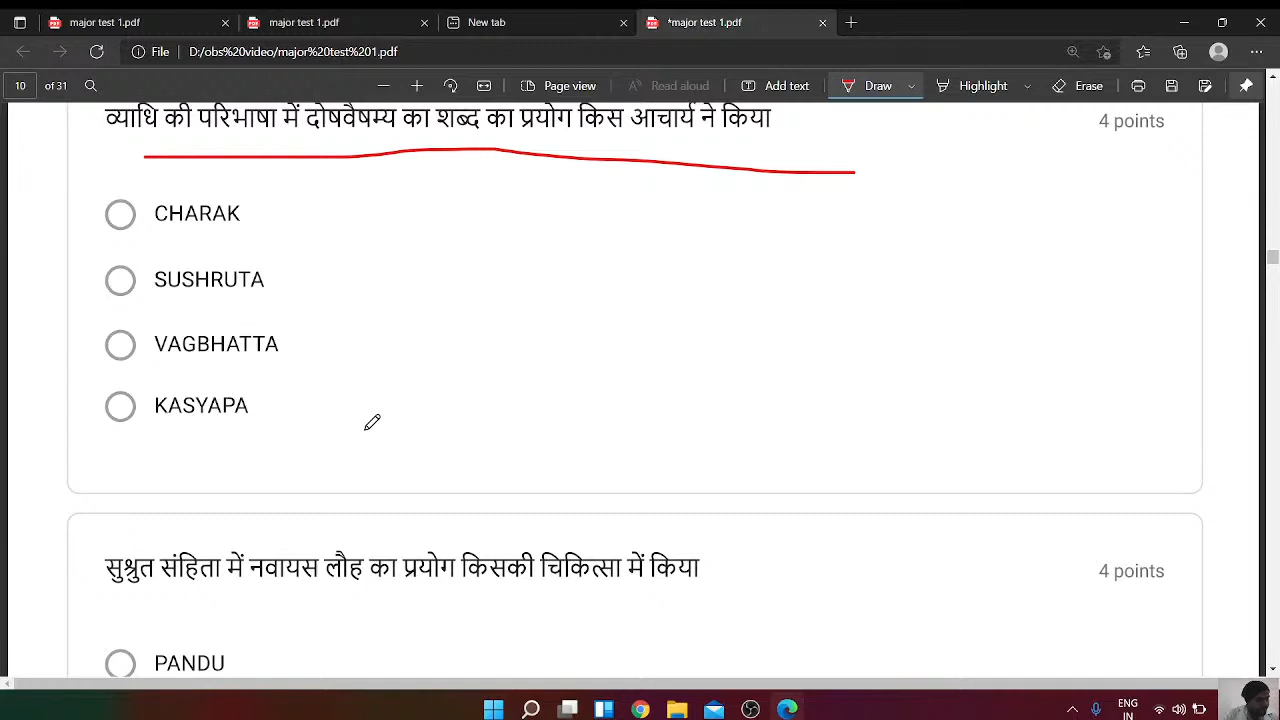 major test 1.pdf
major test 1.pdf
New tab
*major test 1.pdf
File
D:/obs%20video/major%20test%201.pdf
10 of 31
Page view
Read aloud
Add text
Draw
Highlight
Erase
व्याधि की परिभाषा में दोषवैषम्य का शब्द का प्रयोग किस आचार्य ने किया
4 points
CHARAK
SUSHRUTA
VAGBHATTA
KASYAPA
सुश्रुत संहिता में नवायस लौह का प्रयोग किसकी चिकित्सा में किया
4 points
PANDU
ENG
IN